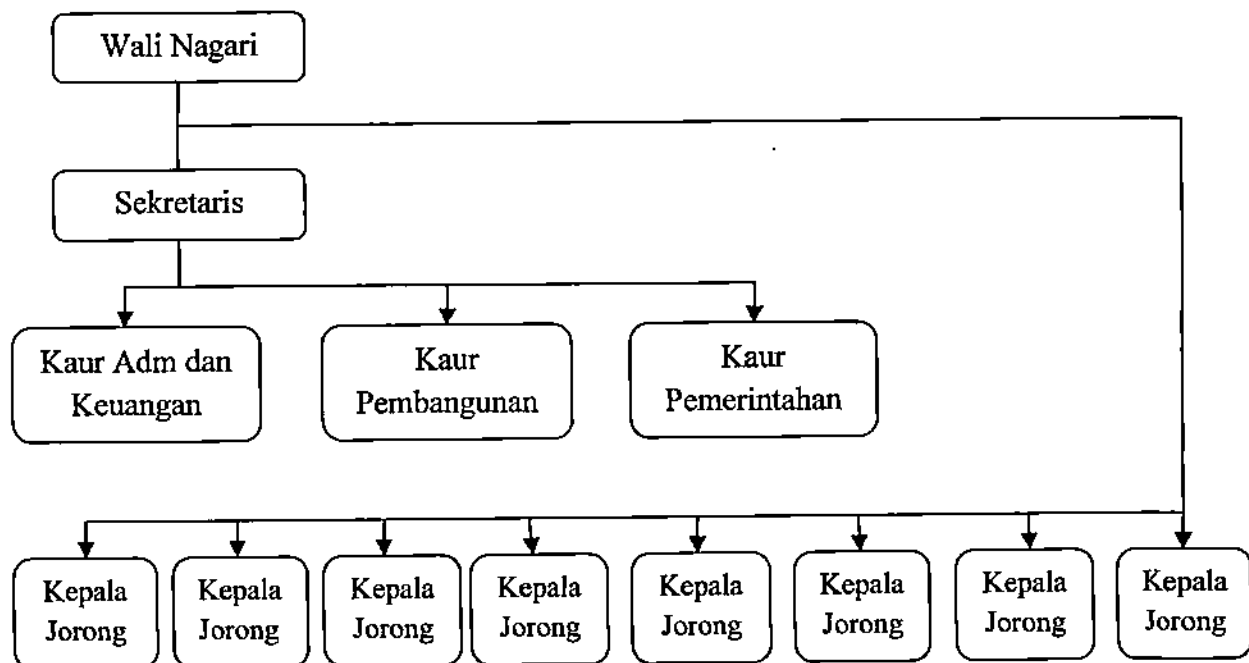 Wali Nagari
Sekretaris
Kaur Adm dan
Keuangan
Kaur
Pembangunan
Kaur
Pemerintahan
Kepala
Jorong
Kepala
Jorong
Kepala
Jorong
Kepala
Jorong
Kepala
Jorong
Kepala
Jorong
Kepala
Jorong
Kepala
Jorong